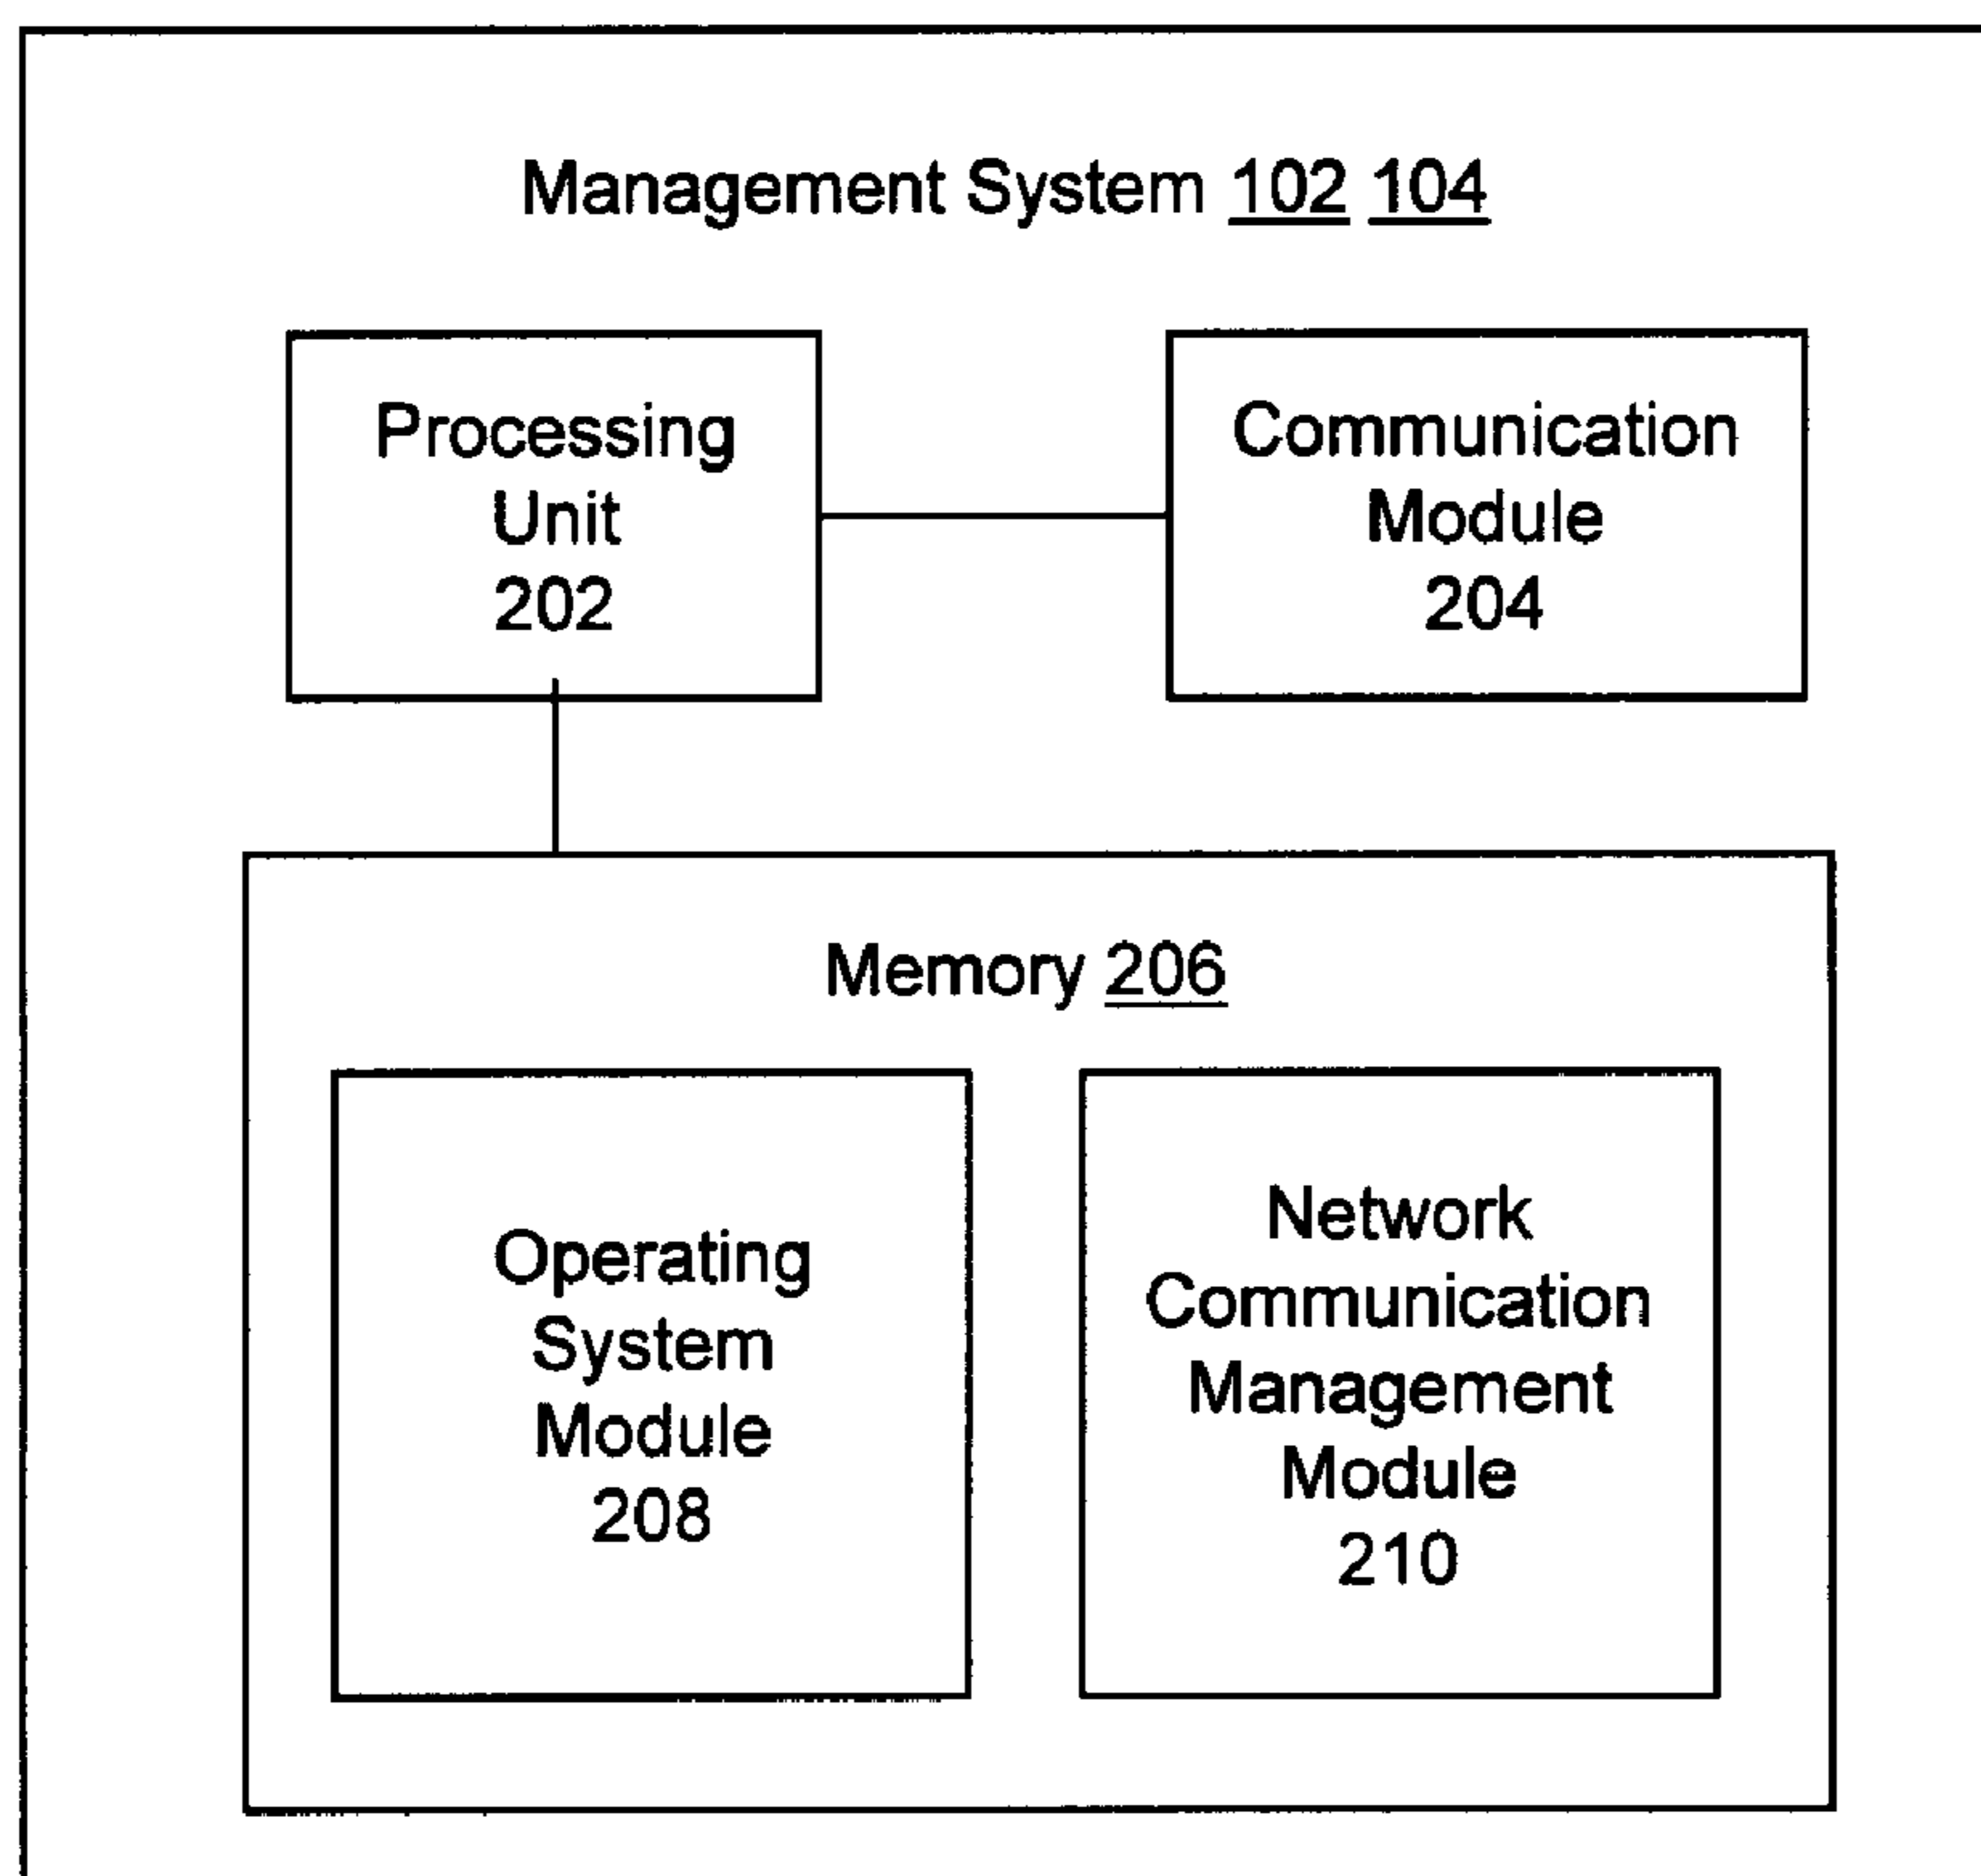 Management System 102 104
Processing
Unit
202
Communication
Module
204
Memory 206
Operating
System
Module
208
Network
Communication
Management
Module
210